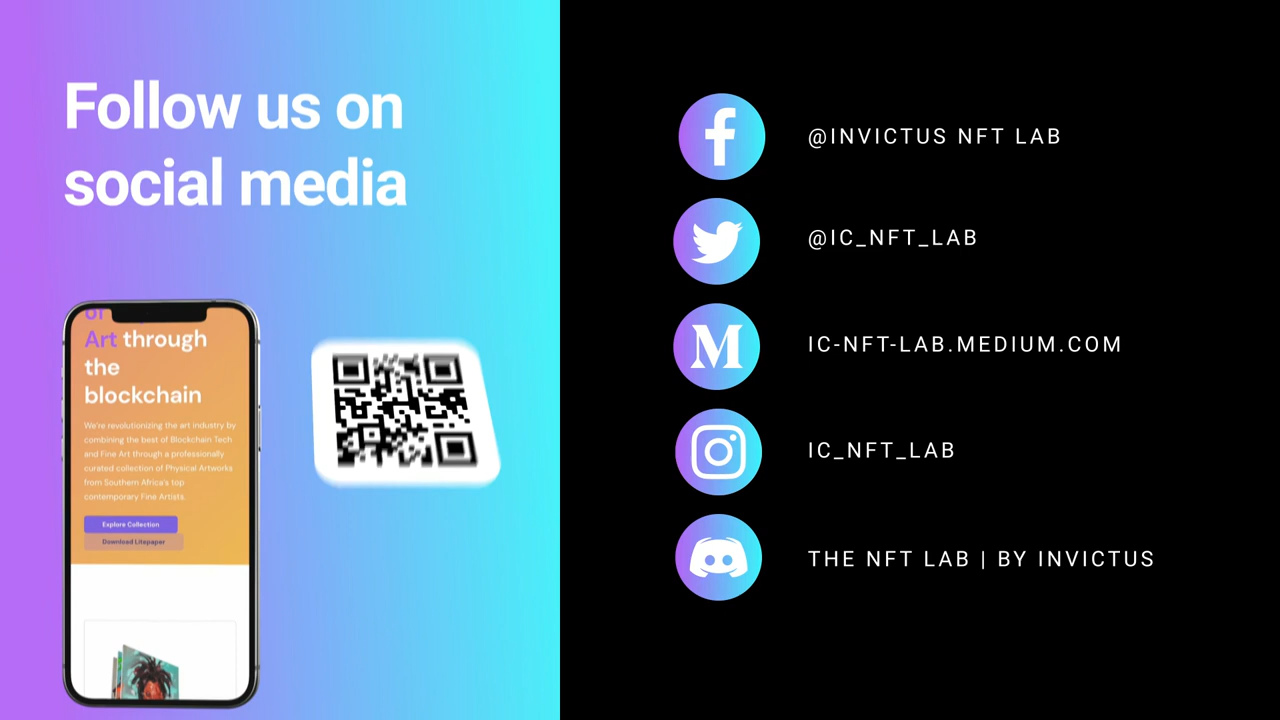 Follow us on
social media
or
Art through
the
blockchain
We're revolutionizing the art industry by
combining the best of Blockchain Tech
and Fine Art through a professionally
curated collection of Physical Artworks
from Southern Africa's top
contemporary Fine Artists.
Explore Collection
Download Litepaper
@INVICTUS NFT LAB
@IC_NFT_LAB
IC-NFT-LAB.MEDIUM.COM
IC_NFT_LAB
THE NFT LAB | BY INVICTUS